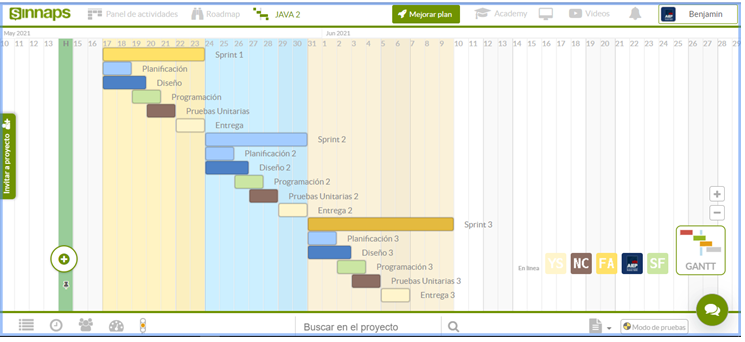 Sinnaps Panel de actividades Roadmap JAVA 2 Mejorar plan Academy Videos Benjamin
May 2021 Jun 2021
10 11 12 13 H 15 16 17 18 19 20 21 22 23 24 25 26 27 28 29 30 31 1 2 3 4 5 6 7 8 9 10 11 12 13 14 15 16 17 18 19 20 21 22 23 24 25 26 27 28 29
Sprint 1
Planificación
Diseño
Programación
Pruebas Unitarias
Entrega
Sprint 2
Planificación 2
Diseño 2
Programación 2
Pruebas Unitarias 2
Entrega 2
Sprint 3
Planificación 3
Diseño 3
Programación 3
Pruebas Unitarias 3
Entrega 3
Invitar a proyecto
En línea YS NC FA SF
GANTT
Buscar en el proyecto
Modo de pruebas